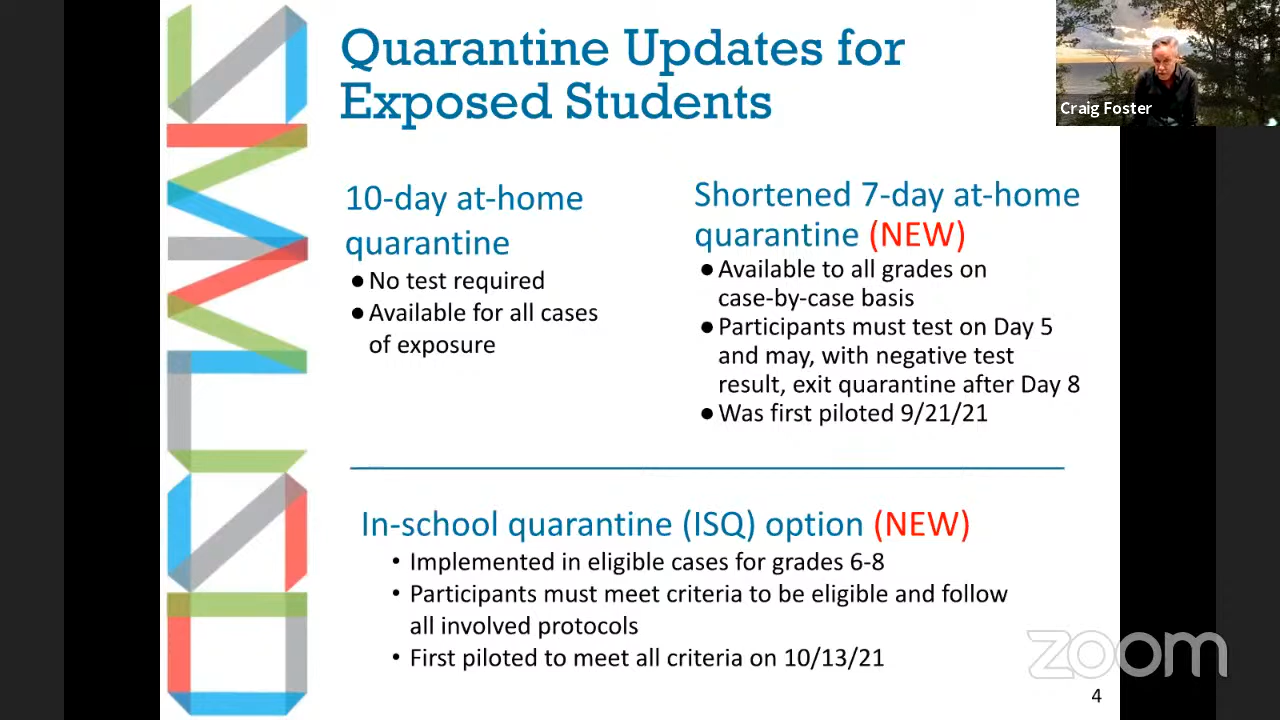 Quarantine Updates for
Exposed Students
Craig Foster
10-day at-home
quarantine
● No test required
● Available for all cases
of exposure
Shortened 7-day at-home
quarantine (NEW)
● Available to all grades on
case-by-case basis
● Participants must test on Day 5
and may, with negative test
result, exit quarantine after Day 8
● Was first piloted 9/21/21
In-school quarantine (ISQ) option (NEW)
• Implemented in eligible cases for grades 6-8
• Participants must meet criteria to be eligible and follow
all involved protocols
• First piloted to meet all criteria on 10/13/21
zoom
4